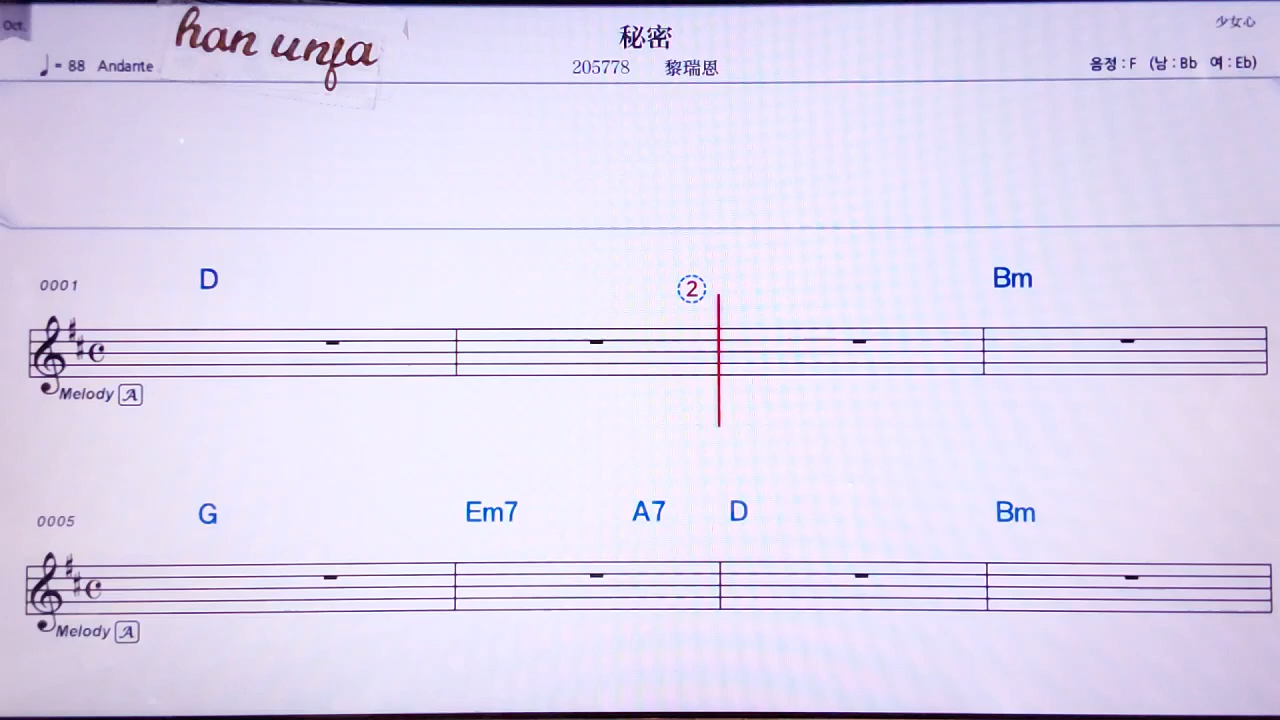 Oct.
han unfa
秘密
少女心
♩= 88 Andante
205778 黎瑞恩
음정 : F (남 : Bb 여 : Eb)
0001 D ② Bm
Melody A
0005 G Em7 A7 D Bm
Melody A